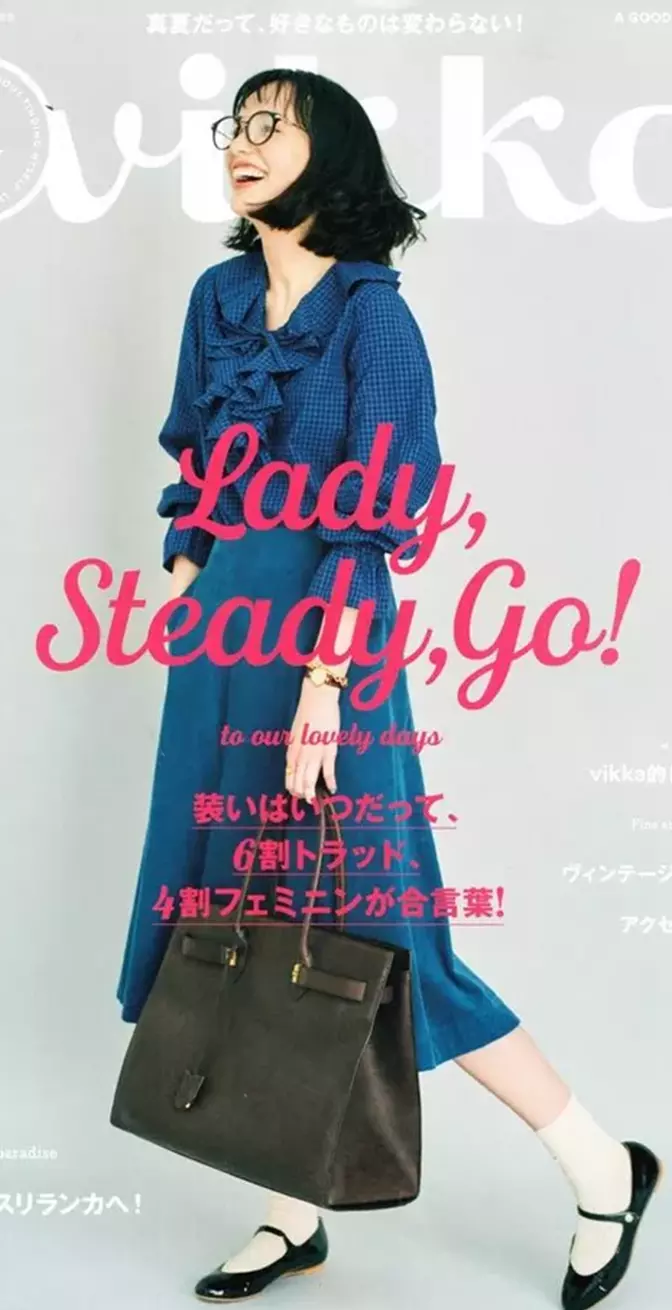 真夏だって、好きなものは変わらない!
A GOOD
vikka
Lady,
Steady, Go!
to our lovely days
vikka的
装いはいつだって、
6割トラッド、
4割フェミニンが合言葉!
ヴィンテージ
アクセ
paradise
スリランカへ!